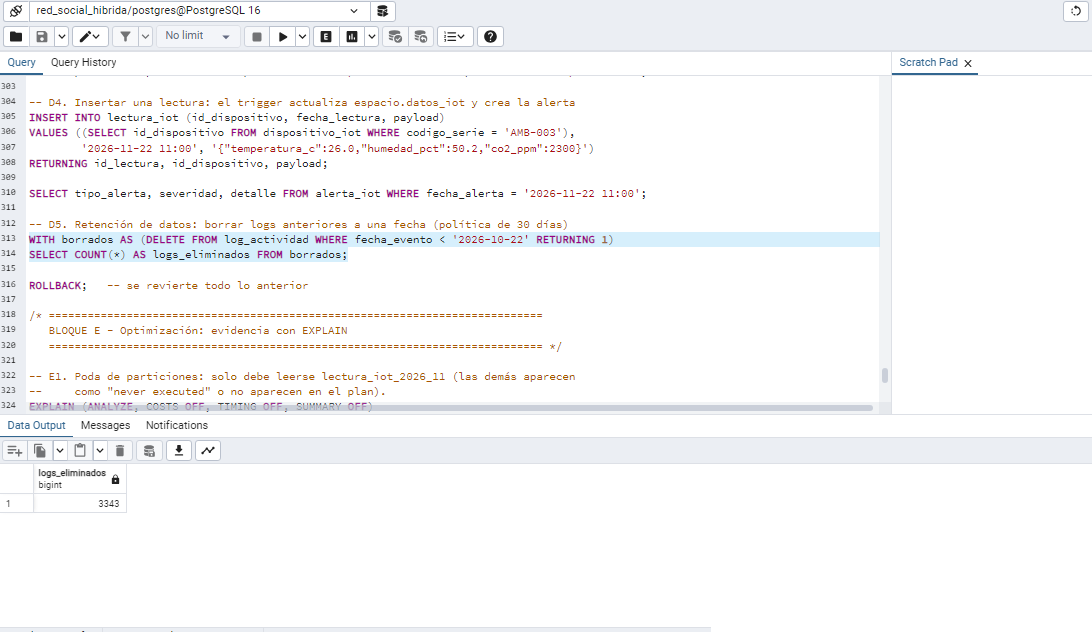 red_social_hibrida/postgres@PostgreSQL 16
No limit
Query
Query History
Scratch Pad
303
304 -- D4. Insertar una lectura: el trigger actualiza espacio.datos_iot y crea la alerta
305 INSERT INTO lectura_iot (id_dispositivo, fecha_lectura, payload)
306 VALUES ((SELECT id_dispositivo FROM dispositivo_iot WHERE codigo_serie = 'AMB-003'),
307 '2026-11-22 11:00', '{"temperatura_c":26.0,"humedad_pct":50.2,"co2_ppm":2300}')
308 RETURNING id_lectura, id_dispositivo, payload;
309
310 SELECT tipo_alerta, severidad, detalle FROM alerta_iot WHERE fecha_alerta = '2026-11-22 11:00';
311
312 -- D5. Retención de datos: borrar logs anteriores a una fecha (política de 30 días)
313 WITH borrados AS (DELETE FROM log_actividad WHERE fecha_evento < '2026-10-22' RETURNING 1)
314 SELECT COUNT(*) AS logs_eliminados FROM borrados;
315
316 ROLLBACK; -- se revierte todo lo anterior
317
318 /* =========================================================================
319 BLOQUE E - Optimización: evidencia con EXPLAIN
320 ========================================================================= */
321
322 -- E1. Poda de particiones: solo debe leerse lectura_iot_2026_11 (las demás aparecen
323 -- como "never executed" o no aparecen en el plan).
324 EXPLAIN (ANALYZE, COSTS OFF, TIMING OFF, SUMMARY OFF)
Data Output
Messages
Notifications
logs_eliminados
bigint
1 3343